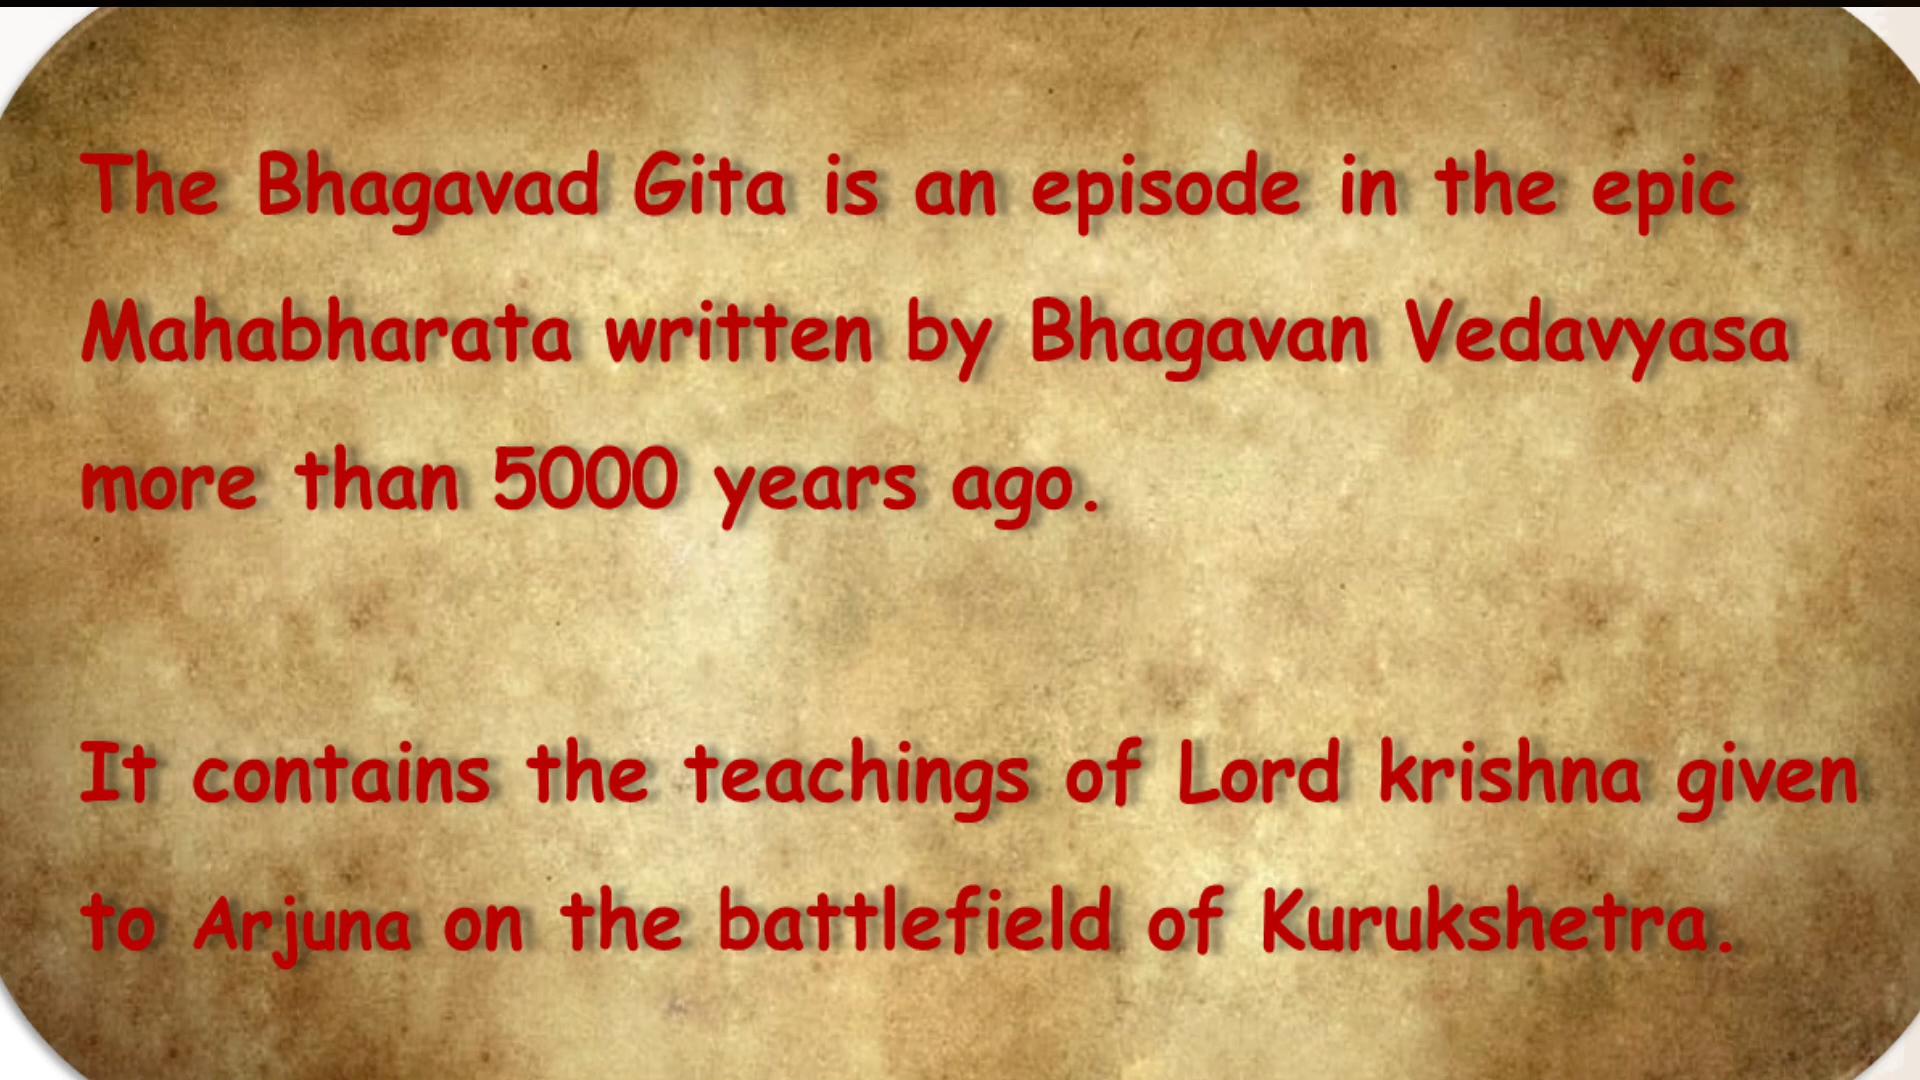 The Bhagavad Gita is an episode in the epic
Mahabharata written by Bhagavan Vedavyasa
more than 5000 years ago.
It contains the teachings of Lord krishna given
to Arjuna on the battlefield of Kurukshetra.